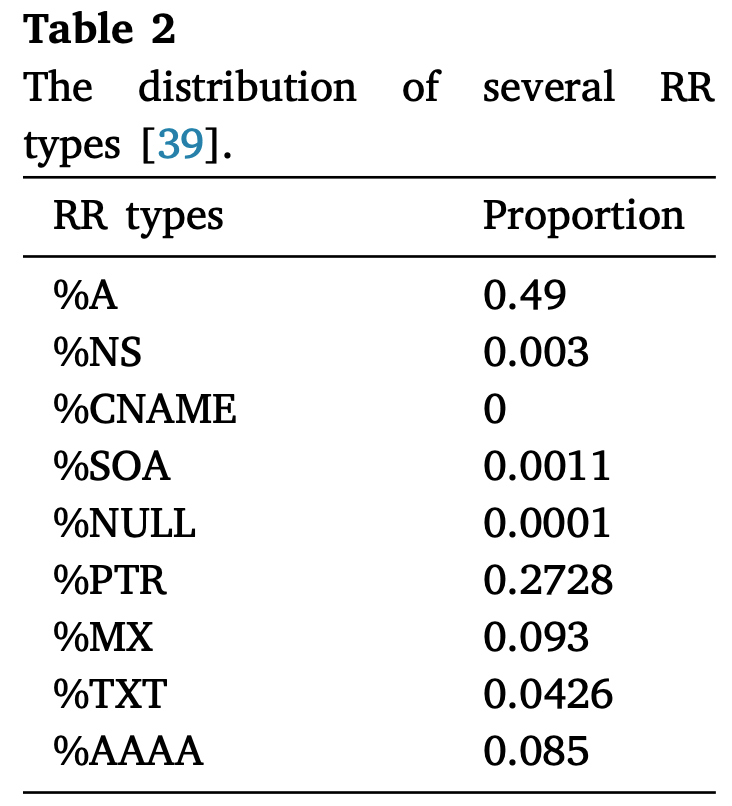 Table 2
The distribution of several RR
types [39].
RR types Proportion
%A 0.49
%NS 0.003
%CNAME 0
%SOA 0.0011
%NULL 0.0001
%PTR 0.2728
%MX 0.093
%TXT 0.0426
%AAAA 0.085